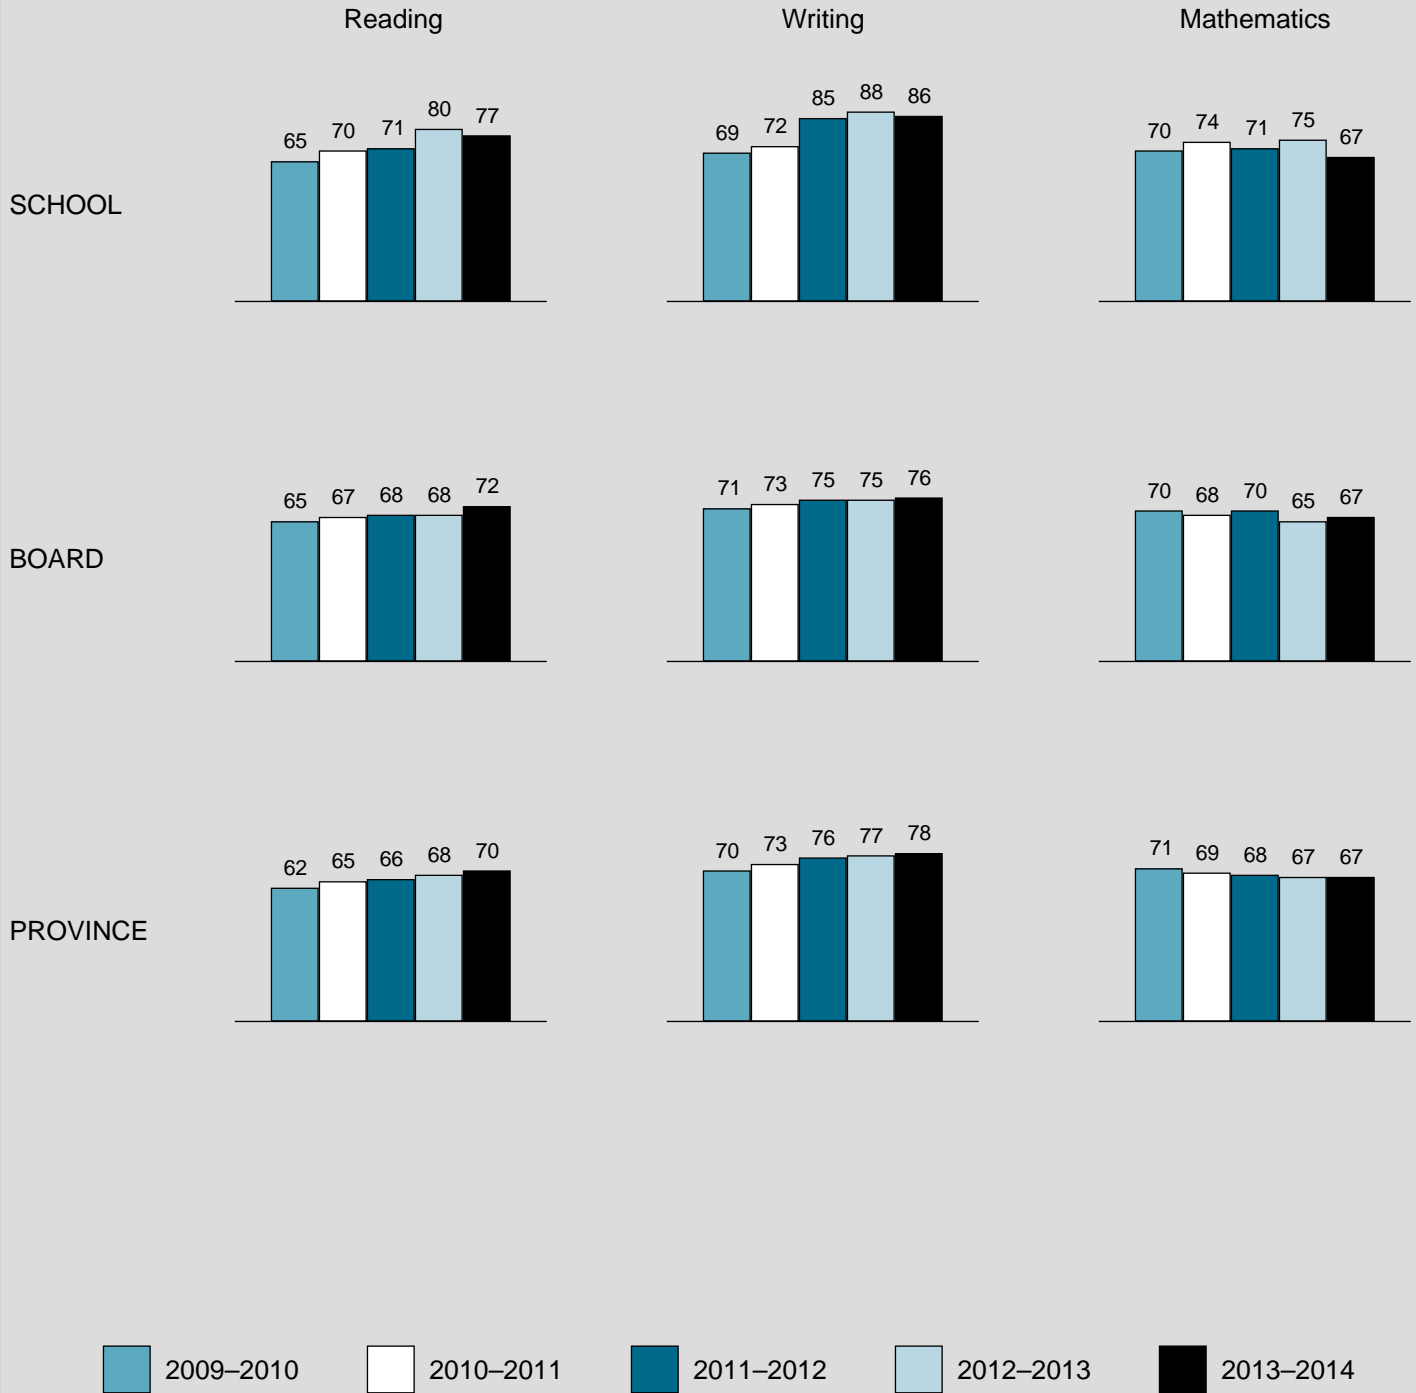 Reading Writing Mathematics
SCHOOL
65 70 71 80 77
69 72 85 88 86
70 74 71 75 67
BOARD
65 67 68 68 72
71 73 75 75 76
70 68 70 65 67
PROVINCE
62 65 66 68 70
70 73 76 77 78
71 69 68 67 67
2009–2010 2010–2011 2011–2012 2012–2013 2013–2014